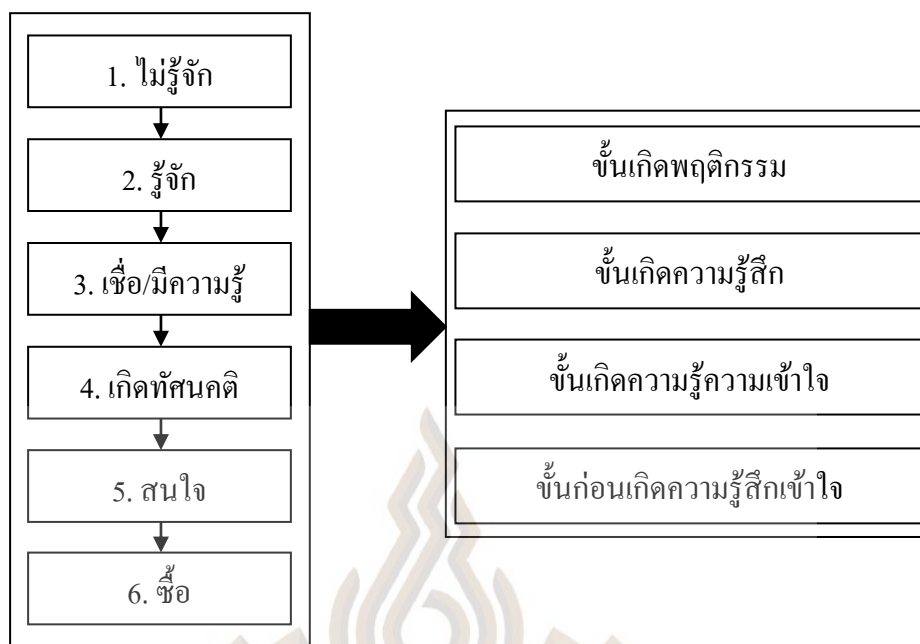 1. ไม่รู้จัก
2. รู้จัก
3. เชื่อ/มีความรู้
4. เกิดทัศนคติ
5. สนใจ
6. ซื้อ
ขั้นเกิดพฤติกรรม
ขั้นเกิดความรู้สึก
ขั้นเกิดความรู้ความเข้าใจ
ขั้นก่อนเกิดความรู้สึกเข้าใจ